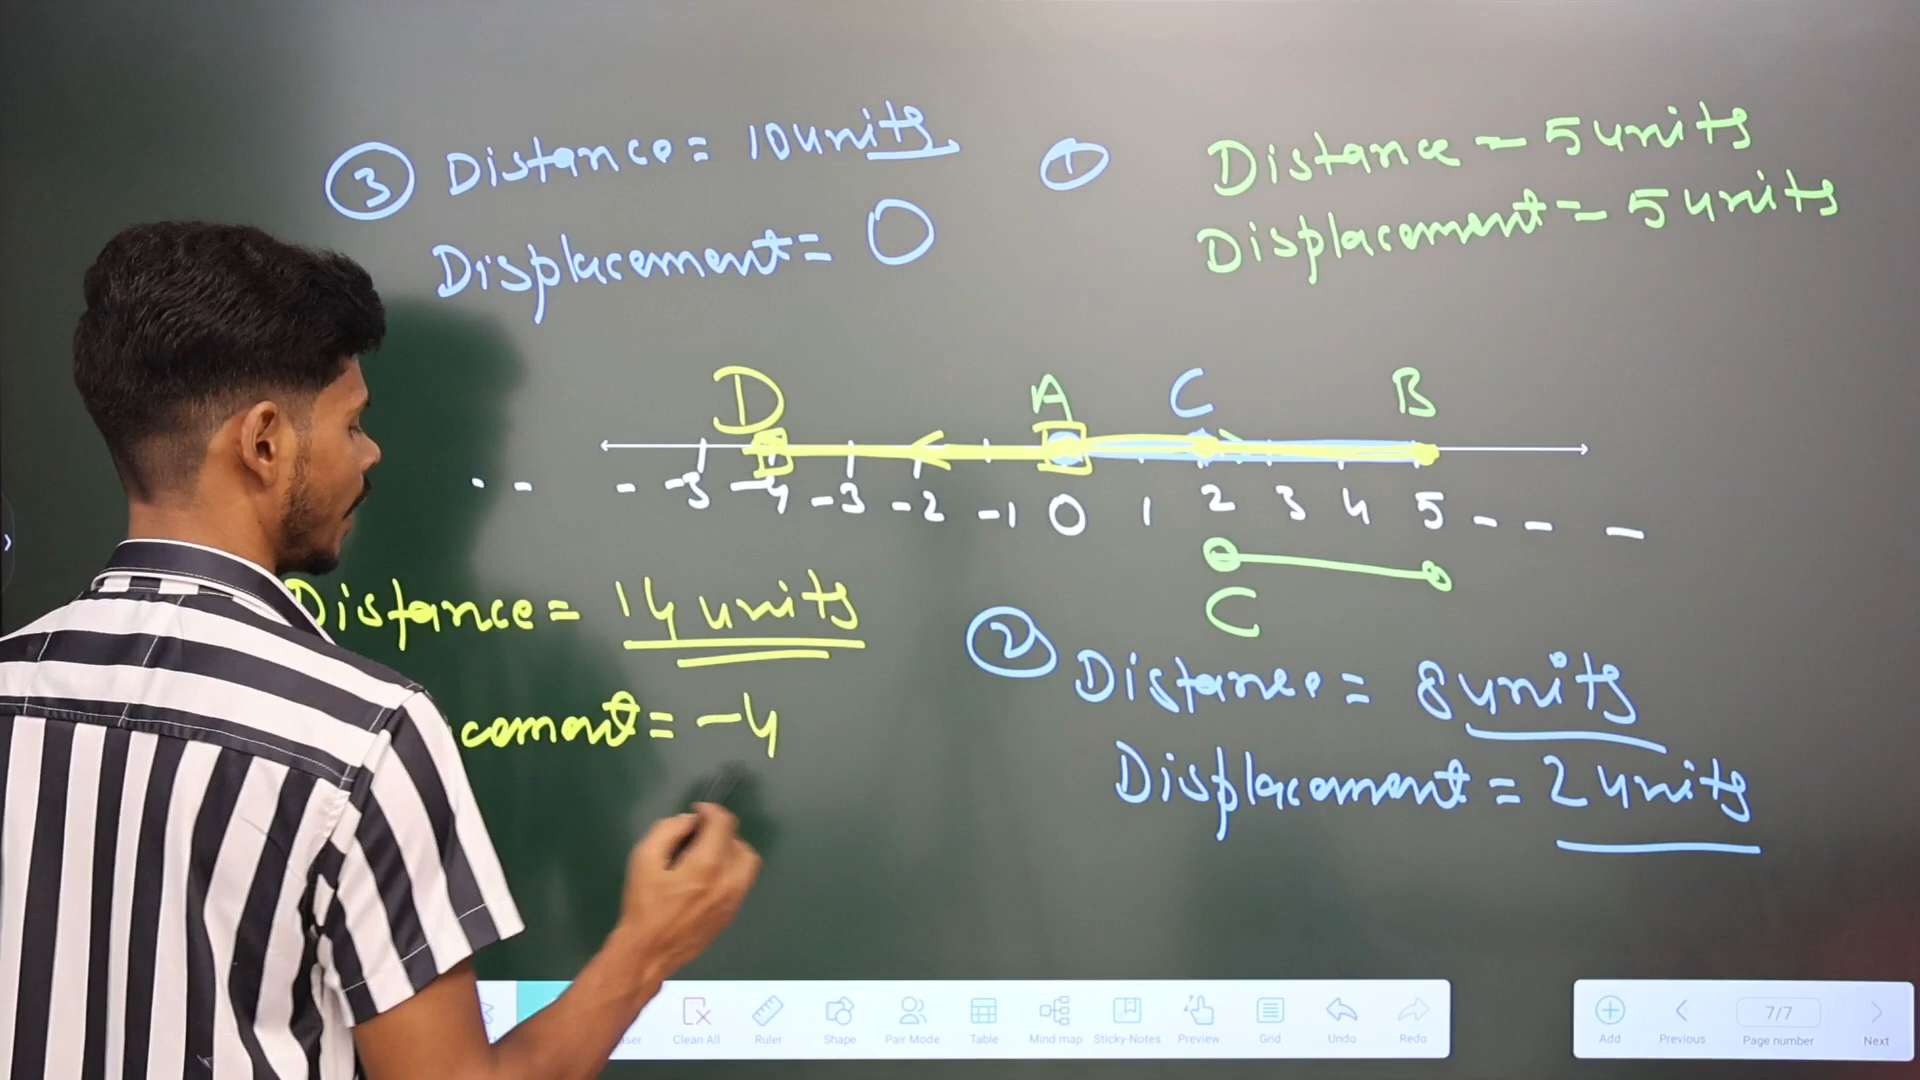 ③ Distance = 10 units
Displacement = 0
① Distance = 5 units
Displacement = 5 units
D A C B
- - - -5 -4 -3 -2 -1 0 1 2 3 4 5 - - -
C
Distance = 14 units
cement = -4
② Distance = 8 units
Displacement = 2 units
Clean All Ruler Shape Pair Mode Table Mind map Sticky-Notes Preview Grid Undo Redo
Add Previous 7/7 Page number Next